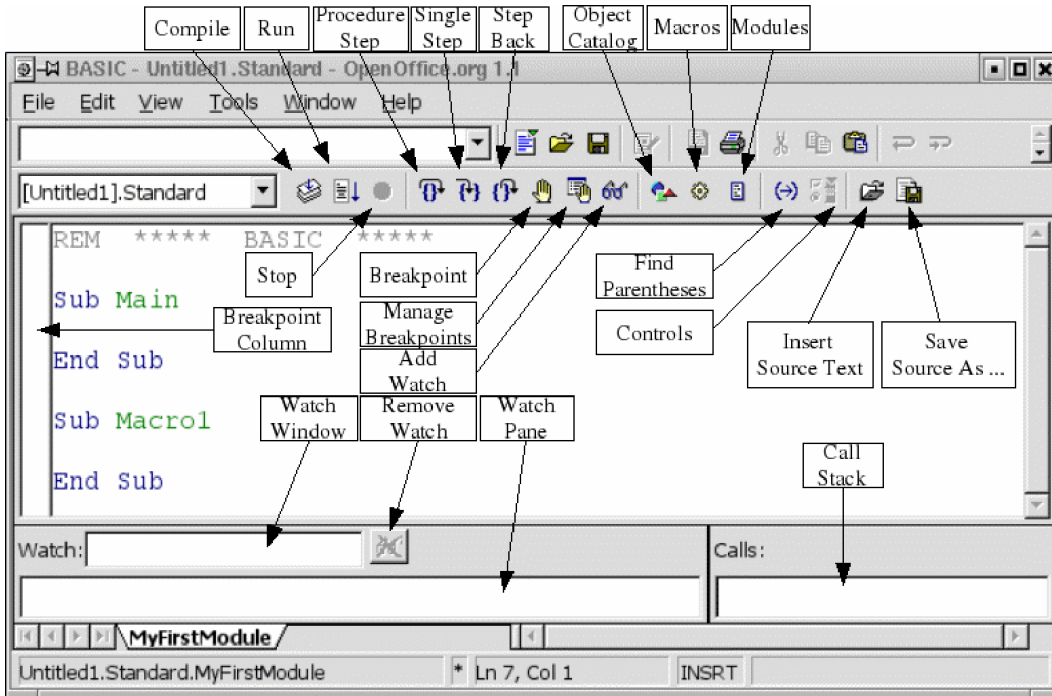 Compile
Run
Procedure
Step
Single
Step
Step
Back
Object
Catalog
Macros
Modules
BASIC - Untitled1.Standard - OpenOffice.org 1.1
File Edit View Tools Window Help
[Untitled1].Standard
REM ***** BASIC *****
Stop
Breakpoint
Find
Parentheses
Sub Main
Breakpoint
Column
Manage
Breakpoints
Controls
Insert
Source Text
Save
Source As ...
End Sub
Add
Watch
Watch
Window
Remove
Watch
Watch
Pane
Sub Macro1
Call
Stack
End Sub
Watch:
Calls:
MyFirstModule
Untitled1.Standard.MyFirstModule * Ln 7, Col 1 INSRT